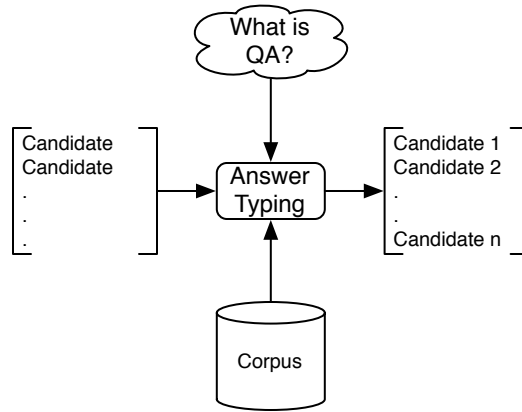 What is
QA?
Candidate
Candidate
.
.
.
Answer
Typing
Candidate 1
Candidate 2
.
.
Candidate n
Corpus